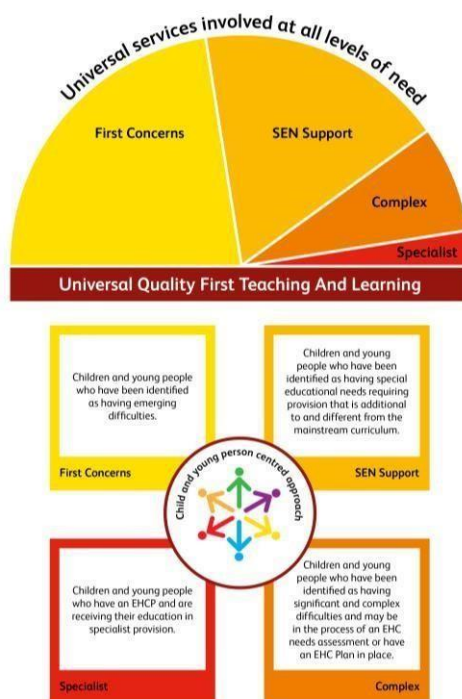 Universal services involved at all levels of need
First Concerns
SEN Support
Complex
Specialist
Universal Quality First Teaching And Learning
Children and young people
who have been identified
as having emerging
difficulties.
First Concerns
Children and young
people who have been
identified as having special
educational needs requiring
provision that is additional
to and different from the
mainstream curriculum.
SEN Support
Child and young person centred approach
Children and young people
who have an EHCP and are
receiving their education in
specialist provision.
Specialist
Children and young
people who have been
identified as having
significant and complex
difficulties and may be
in the process of an EHC
needs assessment or have
an EHC Plan in place.
Complex